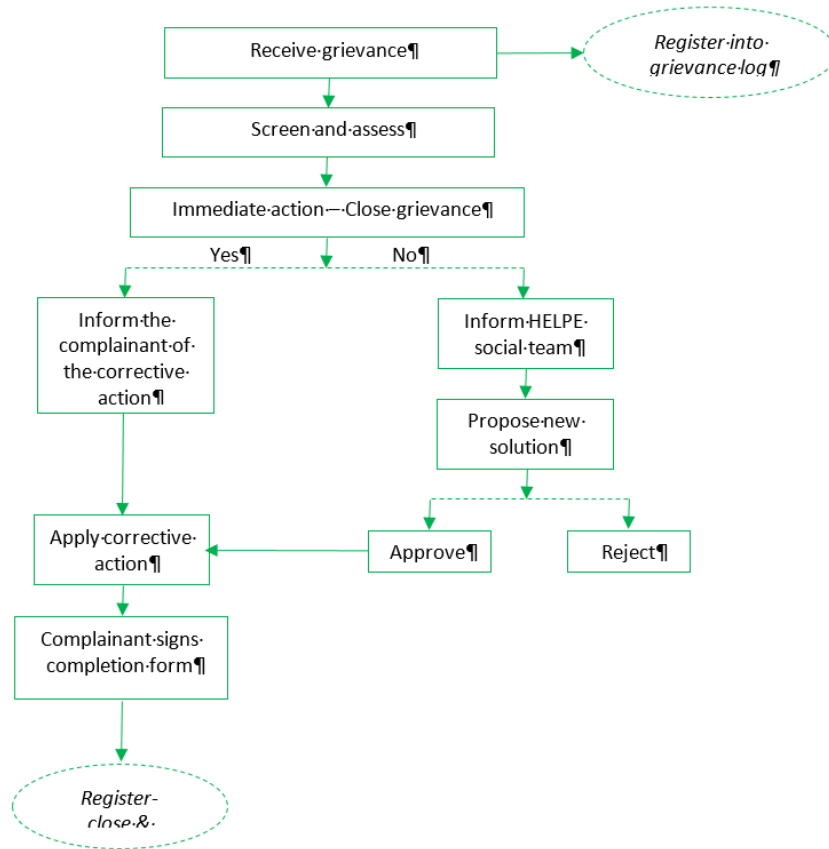 Receive·grievance¶
Register·into·
grievance·log¶
Screen·and·assess¶
Immediate·action·–·Close·grievance¶
Yes¶
No¶
Inform·the·
complainant·of·
the·corrective·
action¶
Inform·HELPE·
social·team¶
Propose·new·
solution¶
Apply·corrective·
action¶
Approve¶
Reject¶
Complainant·signs·
completion·form¶
Register-
close·&·